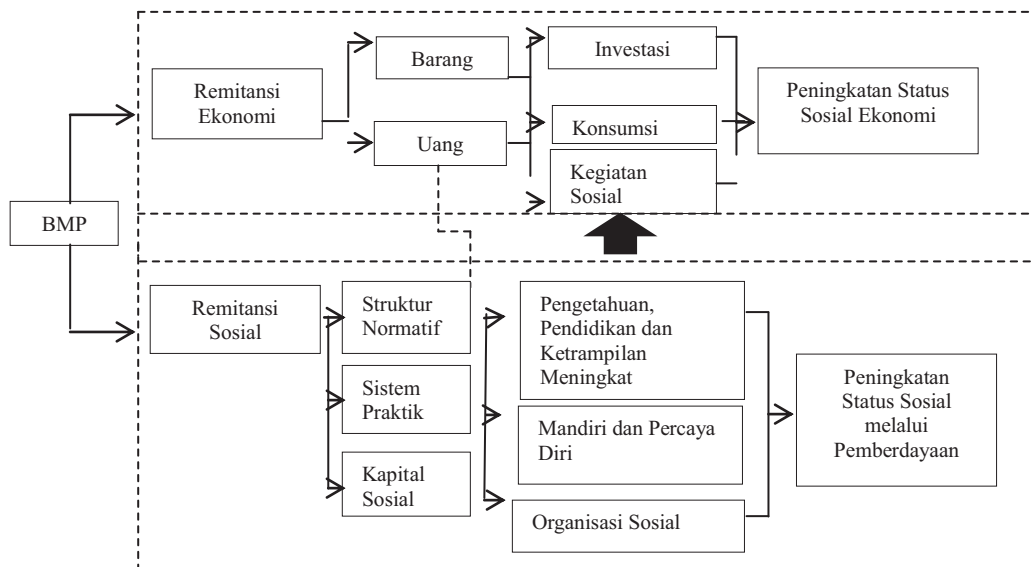 BMP
Remitansi
Ekonomi
Barang
Uang
Investasi
Konsumsi
Kegiatan
Sosial
Peningkatan Status
Sosial Ekonomi
Remitansi
Sosial
Struktur
Normatif
Sistem
Praktik
Kapital
Sosial
Pengetahuan,
Pendidikan dan
Ketrampilan
Meningkat
Mandiri dan Percaya
Diri
Organisasi Sosial
Peningkatan
Status Sosial
melalui
Pemberdayaan